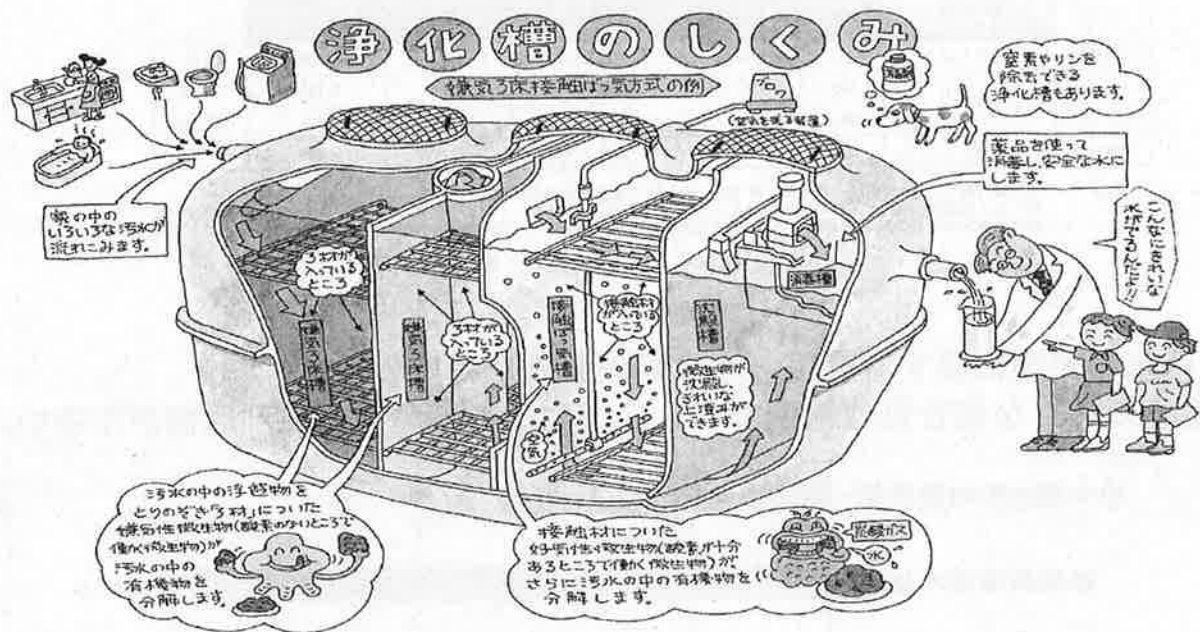 浄化槽のしくみ
嫌気ろ床接触ばっ気方式の例
ブロワ
(空気を送る装置)
消毒剤
窒素やリンを
除去できる
浄化槽もあります。
薬品を使って
消毒し、安全な水に
します。
家の中の
いろいろな汚水が
流れこみます。
こんなにきれいな
水がでるんだよ!!
ろ材が
入っている
ところ
嫌気ろ床槽
嫌気ろ床槽
ろ材が
入っている
ところ
接触ばっ気槽
接触材
が入っている
ところ
空気
沈殿槽
消毒槽
微生物が
沈殿し、
きれいな
上澄みが
できます。
汚水の中の浮遊物を
とりのぞき「ろ材」についた
嫌気性微生物(酸素のないところで
働く微生物)が
汚水の中の
有機物を
分解します。
接触材についた
好気性微生物(酸素が十分
あるところで働く微生物)が
さらに汚水の中の有機物を
分解します。
炭酸ガス
水